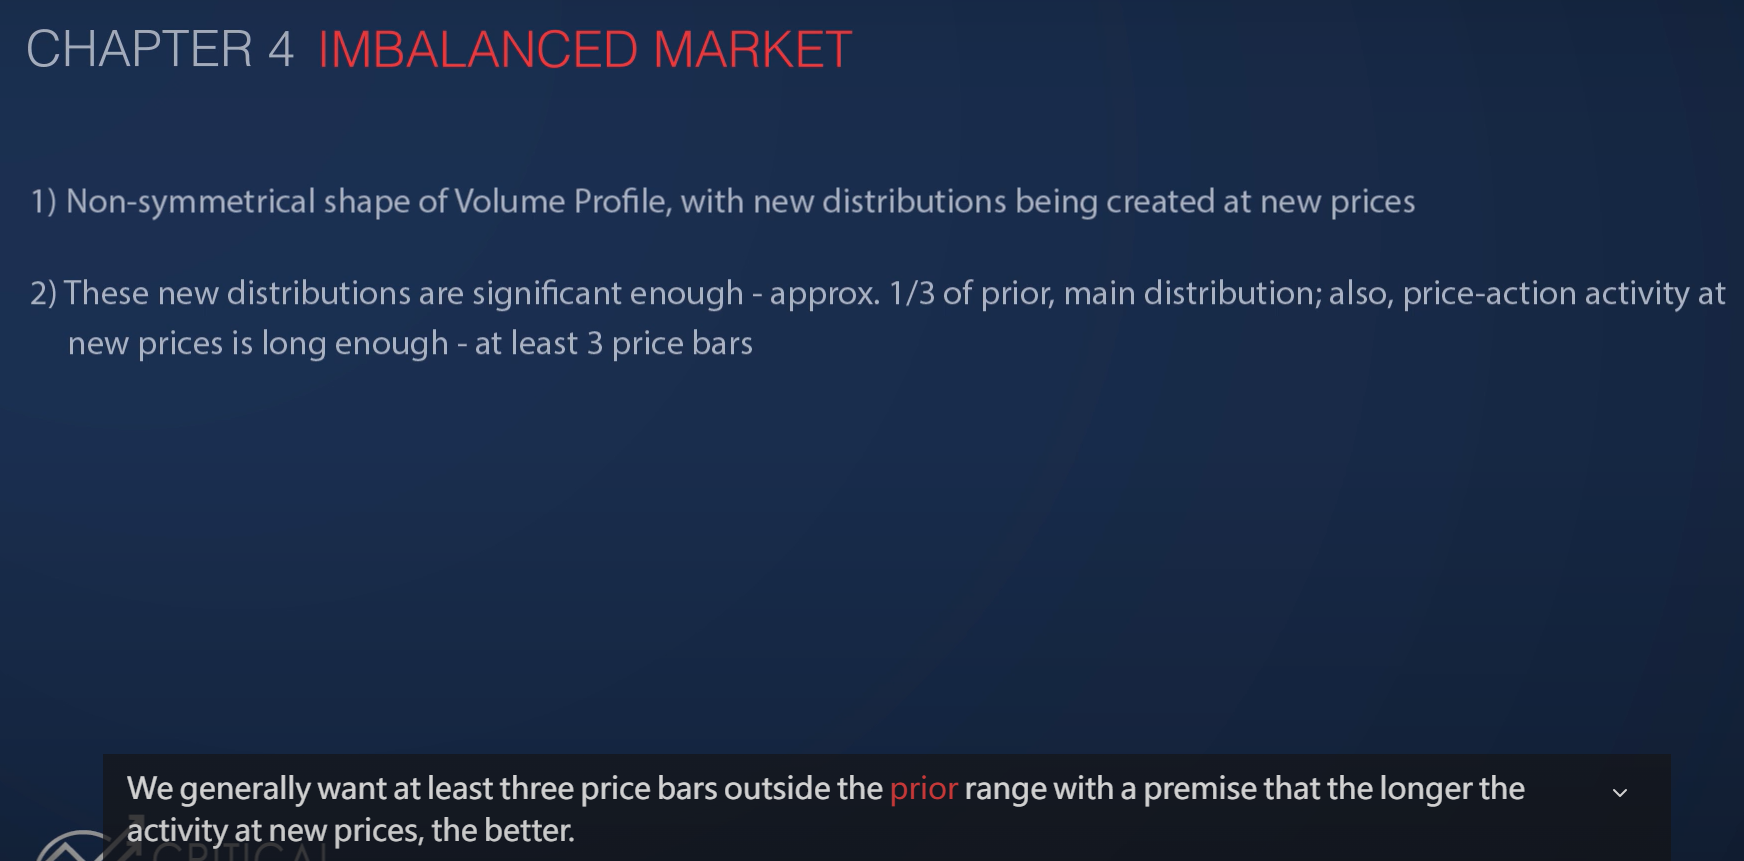 CHAPTER 4 IMBALANCED MARKET
1) Non-symmetrical shape of Volume Profile, with new distributions being created at new prices
2) These new distributions are significant enough - approx. 1/3 of prior, main distribution; also, price-action activity at
new prices is long enough - at least 3 price bars
We generally want at least three price bars outside the prior range with a premise that the longer the
activity at new prices, the better.
CRITICAL